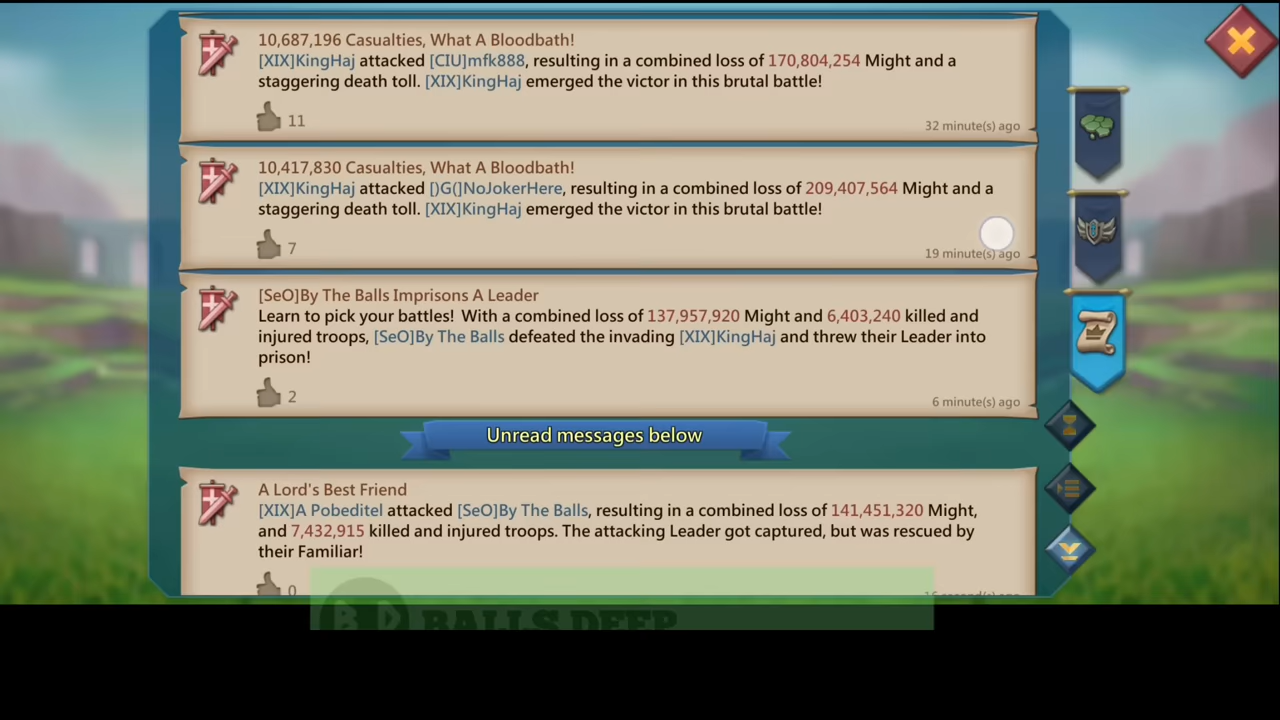 10,687,196 Casualties, What A Bloodbath!
[XIX]KingHaj attacked [CIU]mfk888, resulting in a combined loss of 170,804,254 Might and a
staggering death toll. [XIX]KingHaj emerged the victor in this brutal battle!
11
32 minute(s) ago
10,417,830 Casualties, What A Bloodbath!
[XIX]KingHaj attacked [)G(]NoJokerHere, resulting in a combined loss of 209,407,564 Might and a
staggering death toll. [XIX]KingHaj emerged the victor in this brutal battle!
7
19 minute(s) ago
[SeO]By The Balls Imprisons A Leader
Learn to pick your battles! With a combined loss of 137,957,920 Might and 6,403,240 killed and
injured troops, [SeO]By The Balls defeated the invading [XIX]KingHaj and threw their Leader into
prison!
2
6 minute(s) ago
Unread messages below
A Lord's Best Friend
[XIX]A Pobeditel attacked [SeO]By The Balls, resulting in a combined loss of 141,451,320 Might,
and 7,432,915 killed and injured troops. The attacking Leader got captured, but was rescued by
their Familiar!
0
BD BALLS DEEP